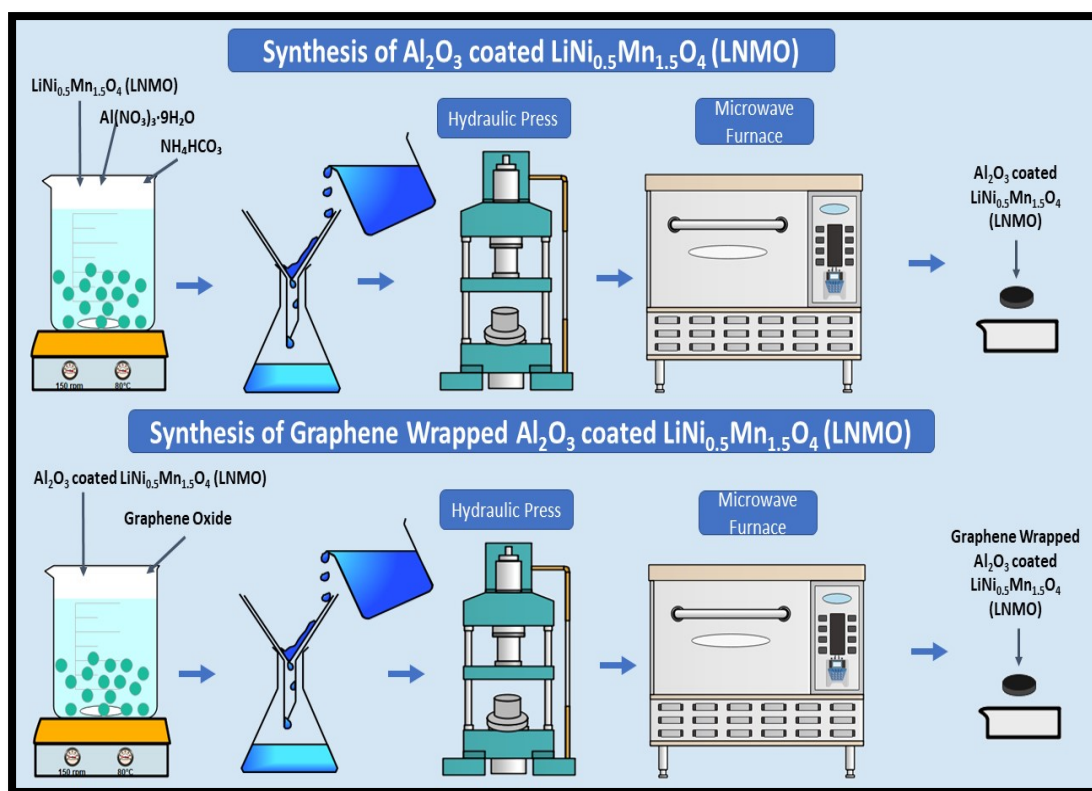 Synthesis of Al₂O₃ coated LiNi₀.₅Mn₁.₅O₄ (LNMO)
LiNi₀.₅Mn₁.₅O₄ (LNMO)
Al(NO₃)₃·9H₂O
NH₄HCO₃
Hydraulic Press
Microwave
Furnace
Al₂O₃ coated
LiNi₀.₅Mn₁.₅O₄
(LNMO)
150 rpm
80°C
Synthesis of Graphene Wrapped Al₂O₃ coated LiNi₀.₅Mn₁.₅O₄ (LNMO)
Al₂O₃ coated LiNi₀.₅Mn₁.₅O₄ (LNMO)
Graphene Oxide
Hydraulic Press
Microwave
Furnace
Graphene Wrapped
Al₂O₃ coated
LiNi₀.₅Mn₁.₅O₄
(LNMO)
150 rpm
80°C